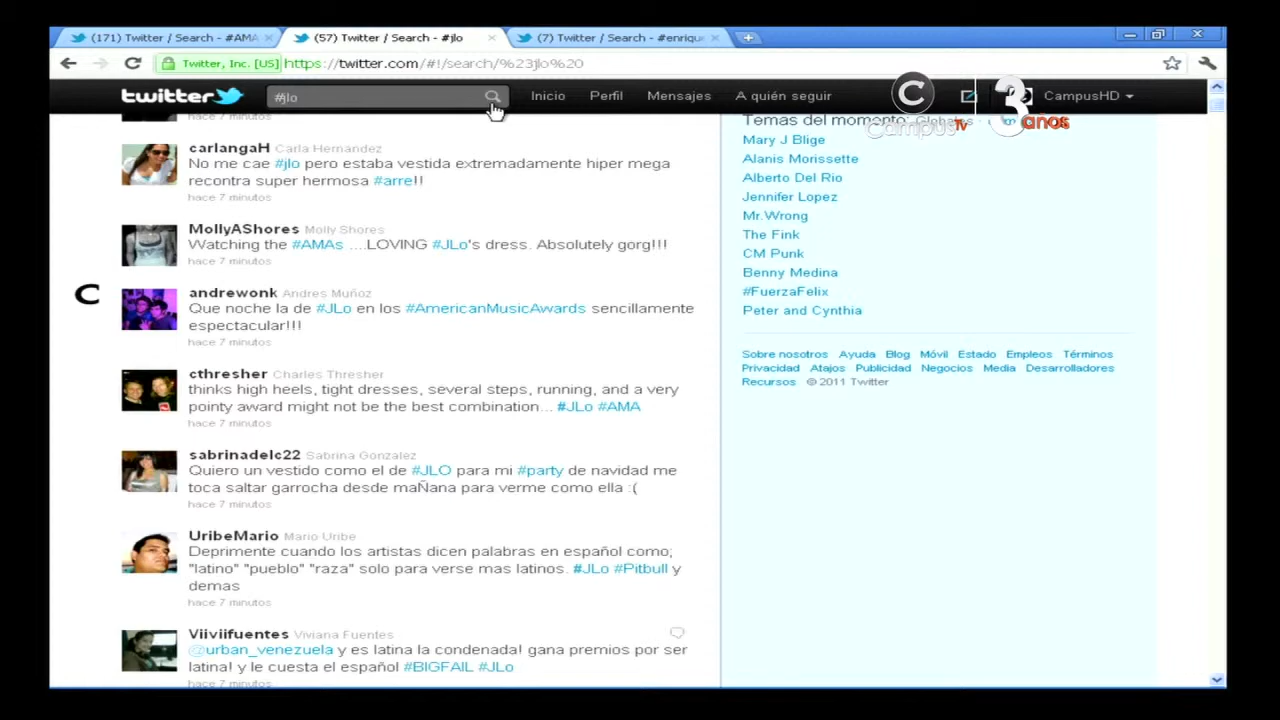 (171) Twitter / Search - #AMA
(57) Twitter / Search - #jlo
(7) Twitter / Search - #enrique
Twitter, Inc. [US] https://twitter.com/#!/search/%23jlo%20
twitter
#jlo
Inicio Perfil Mensajes A quién seguir
CampusHD
C
CampusTv
3 años
hace 7 minutos
carlangaH Carla Hernandez
No me cae #jlo pero estaba vestida extremadamente hiper mega
recontra super hermosa #arre!!
hace 7 minutos
MollyAShores Molly Shores
Watching the #AMAs ....LOVING #JLo's dress. Absolutely gorg!!!
hace 7 minutos
C
andrewonk Andres Muñoz
Que noche la de #JLo en los #AmericanMusicAwards sencillamente
espectacular!!!
hace 7 minutos
cthresher Charles Thresher
thinks high heels, tight dresses, several steps, running, and a very
pointy award might not be the best combination... #JLo #AMA
hace 7 minutos
sabrinadelc22 Sabrina Gonzalez
Quiero un vestido como el de #JLO para mi #party de navidad me
toca saltar garrocha desde maÑana para verme como ella :(
hace 7 minutos
UribeMario Mario Uribe
Deprimente cuando los artistas dicen palabras en español como;
"latino" "pueblo" "raza" solo para verse mas latinos. #JLo #Pitbull y
demas
hace 7 minutos
Viiviifuentes Viviana Fuentes
@urban_venezuela y es latina la condenada! gana premios por ser
latina! y le cuesta el español #BIGFAIL #JLo
hace 7 minutos
Temas del momento: Globales
Mary J Blige
Alanis Morissette
Alberto Del Rio
Jennifer Lopez
Mr.Wrong
The Fink
CM Punk
Benny Medina
#FuerzaFelix
Peter and Cynthia
Sobre nosotros Ayuda Blog Móvil Estado Empleos Términos
Privacidad Atajos Publicidad Negocios Media Desarrolladores
Recursos © 2011 Twitter